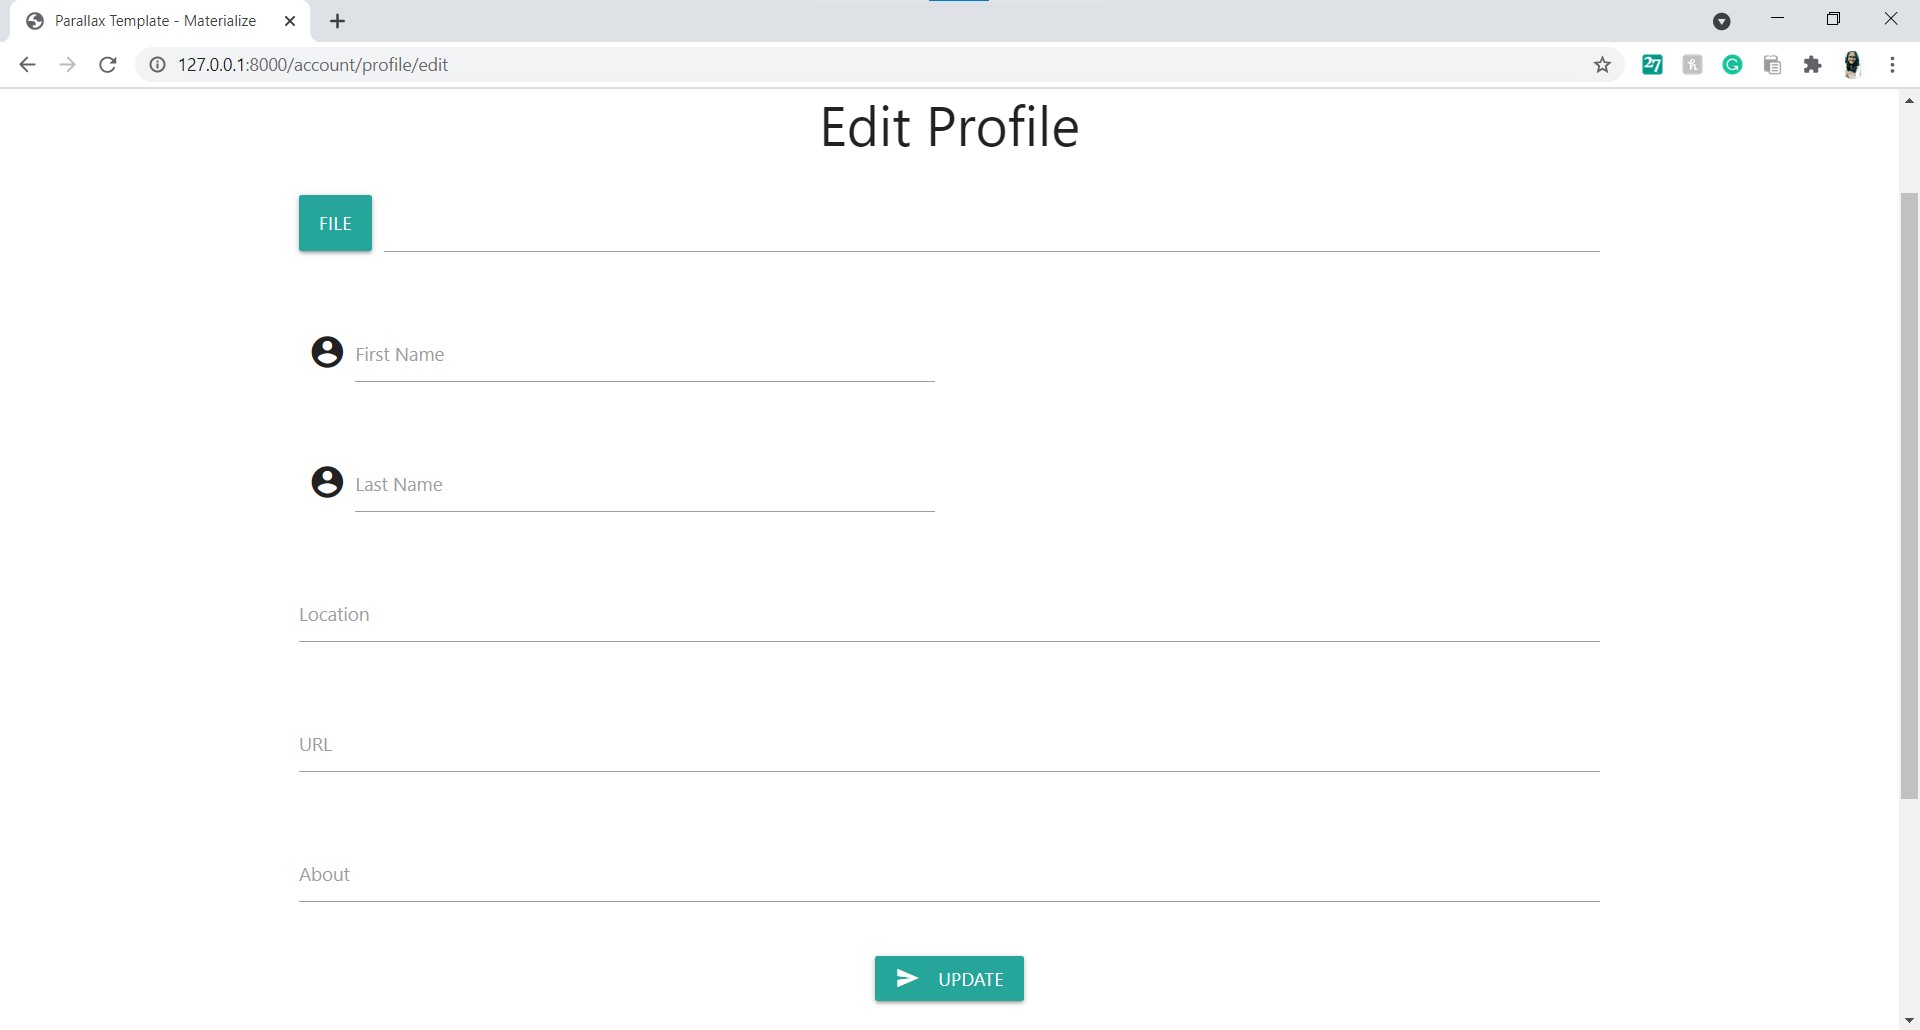 Parallax Template - Materialize
127.0.0.1:8000/account/profile/edit
27
Edit Profile
FILE
First Name
Last Name
Location
URL
About
UPDATE